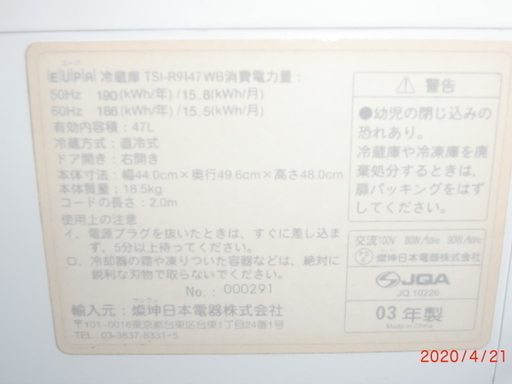 ユーパ
EUPA 冷蔵庫 TSI-R9147WB消費電力量：
50Hz 190(kWh/年)/15.8(kWh/月)
60Hz 186(kWh/年)/15.5(kWh/月)
有効内容積：47L
冷蔵方式：直冷式
ドア開き：右開き
本体寸法：幅44.0cm×奥行49.6cm×高さ48.0cm
本体質量：18.5kg
コードの長さ：2.0m
使用上の注意
イ、電源プラグを抜いたときは、すぐに差し込まず、
ず、5分以上待ってください。
ロ、冷却器の霜や凍りついた容器などは、絶対に
鋭利な刃物で取らないでください。
No.: 000291
輸入元：燦坤日本電器株式会社
〒101-0016東京都台東区台東1丁目24番1号
TEL 03-3837-8331~5
警告
●幼児の閉じ込みの
恐れあり。
冷蔵庫や冷凍庫を廃
棄処分するときは、
扉パッキングをはず
してください。
交流100V 80W/50Hz 90W/60Hz
燦坤日本電器株式会社
JQA
JQ 10226
03 年製
Made in China
2020/4/21